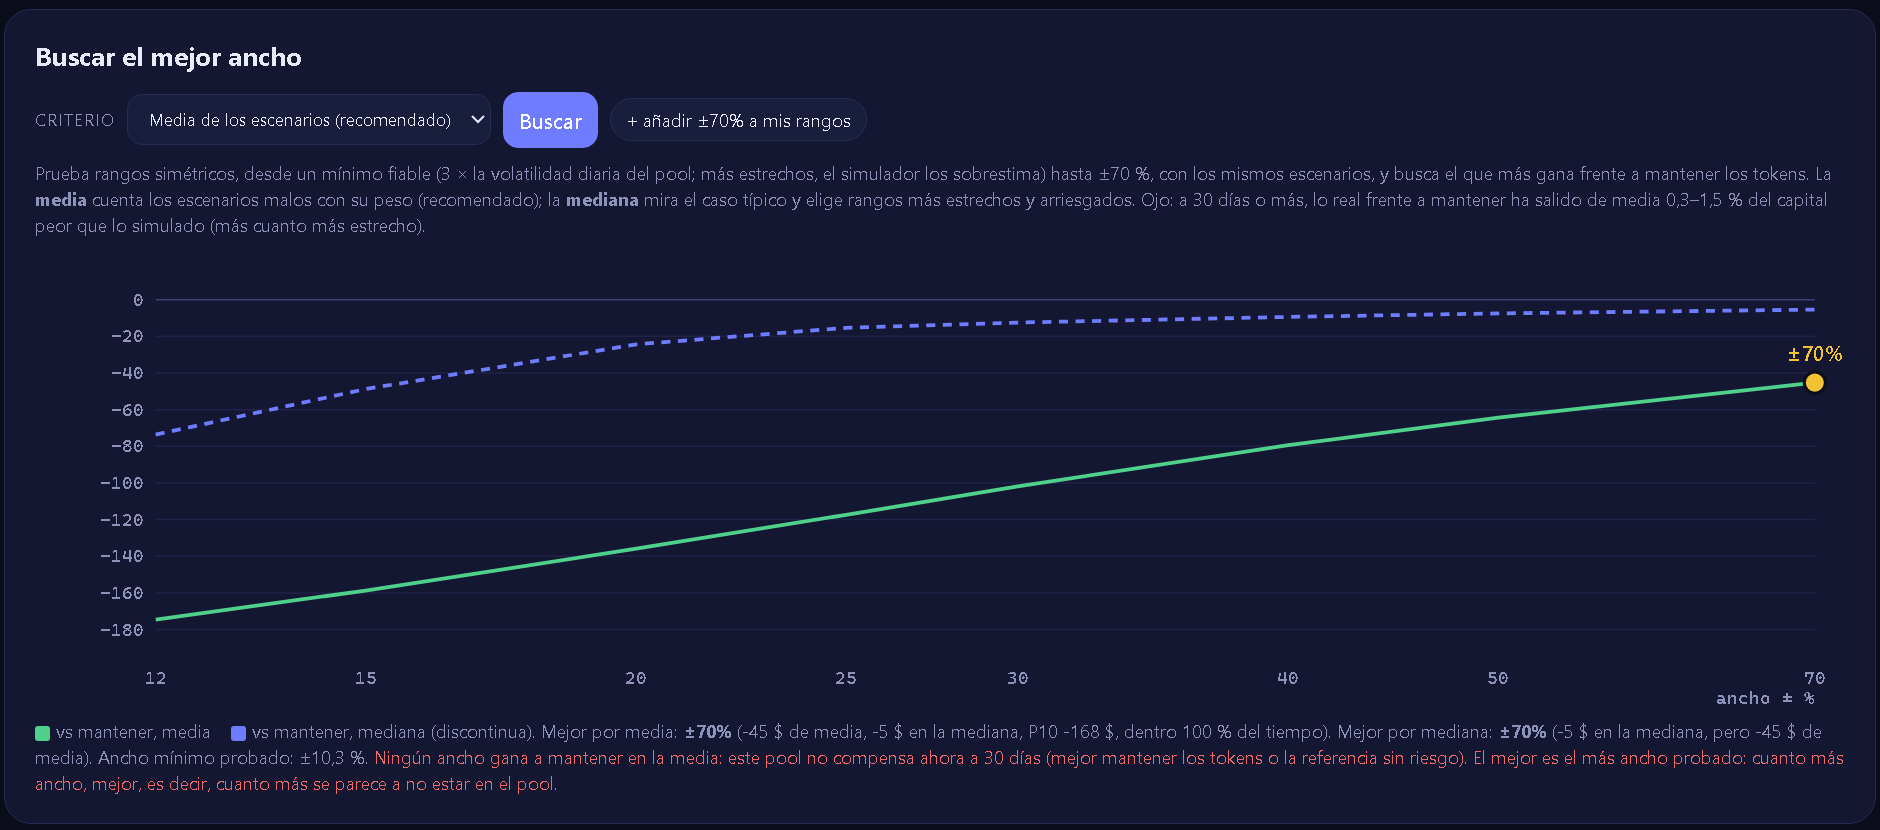 Buscar el mejor ancho
CRITERIO Media de los escenarios (recomendado) Buscar + añadir ±70% a mis rangos
Prueba rangos simétricos, desde un mínimo fiable (3 × la volatilidad diaria del pool; más estrechos, el simulador los sobrestima) hasta ±70 %, con los mismos escenarios, y busca el que más gana frente a mantener los tokens. La
media cuenta los escenarios malos con su peso (recomendado); la mediana mira el caso típico y elige rangos más estrechos y arriesgados. Ojo: a 30 días o más, lo real frente a mantener ha salido de media 0,3–1,5 % del capital
peor que lo simulado (más cuanto más estrecho).
0
−20
−40
−60
−80
−100
−120
−140
−160
−180
±70%
12 15 20 25 30 40 50 70
ancho ± %
vs mantener, media vs mantener, mediana (discontinua). Mejor por media: ±70% (-45 $ de media, -5 $ en la mediana, P10 -168 $, dentro 100 % del tiempo). Mejor por mediana: ±70% (-5 $ en la mediana, pero -45 $ de
media). Ancho mínimo probado: ±10,3 %. Ningún ancho gana a mantener en la media: este pool no compensa ahora a 30 días (mejor mantener los tokens o la referencia sin riesgo). El mejor es el más ancho probado: cuanto más
ancho, mejor, es decir, cuanto más se parece a no estar en el pool.